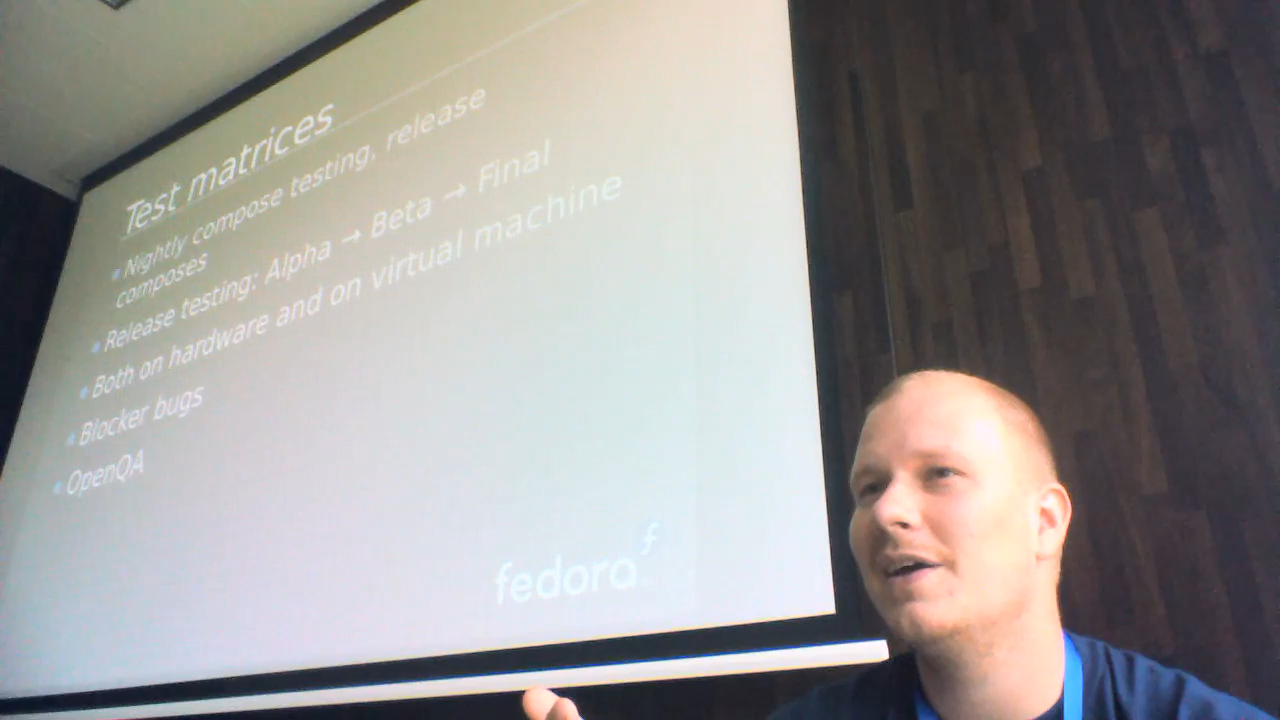 Test matrices
Nightly compose testing, release
composes
Release testing: Alpha → Beta → Final
Both on hardware and on virtual machine
Blocker bugs
OpenQA
fedora